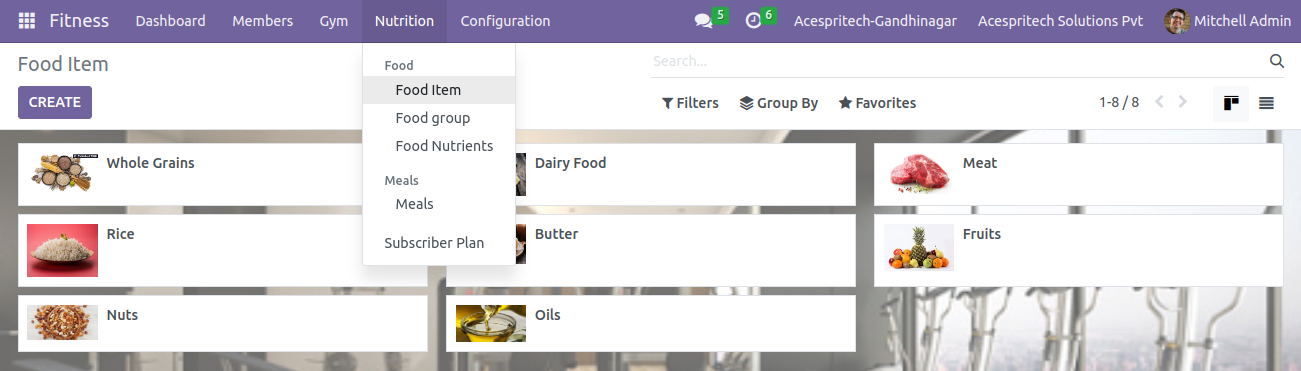 Fitness Dashboard Members Gym Nutrition Configuration 5 6 Acespritech-Gandhinagar Acespritech Solutions Pvt Mitchell Admin
Food Item
Search...
CREATE
Filters Group By Favorites 1-8 / 8
Food
Food Item
Food group
Food Nutrients
Meals
Meals
Subscriber Plan
Whole Grains
Dairy Food
Meat
Rice
Butter
Fruits
Nuts
Oils